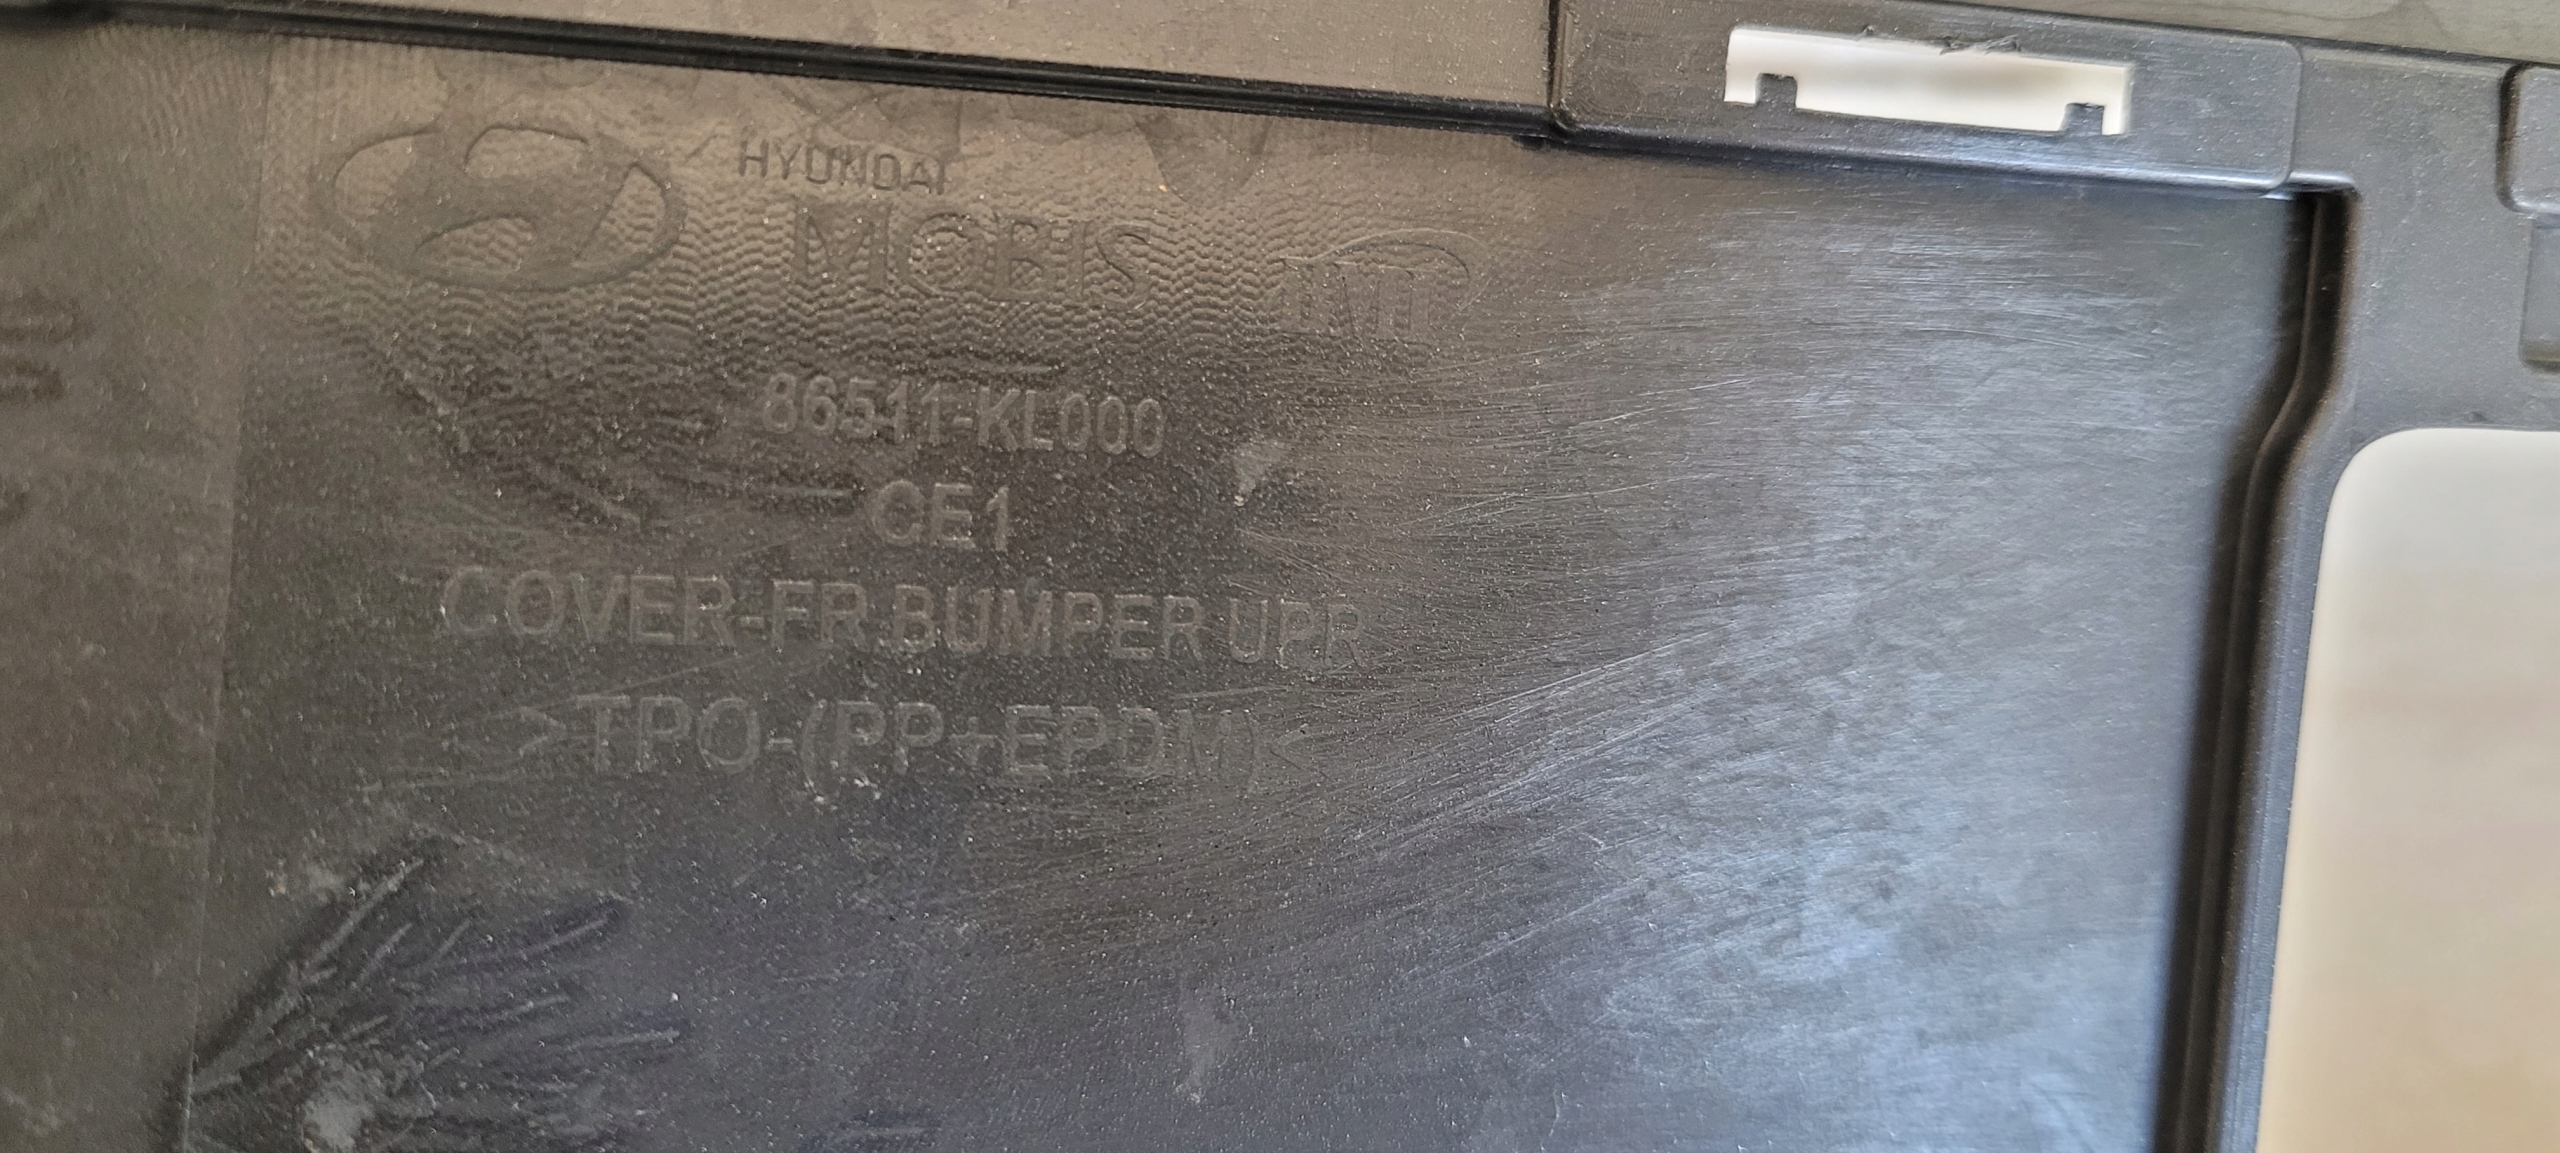 HYUNDAI
MOBIS
86511-KL000
CE1
COVER-FR.BUMPER UPR
>TPO-(PP+EPDM)<